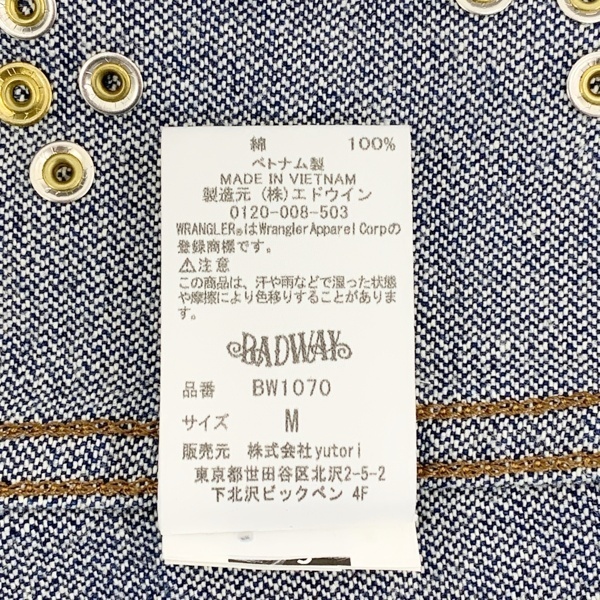 綿 100%
ベトナム製
MADE IN VIETNAM
製造元 (株)エドウイン
0120-008-503
WRANGLER®はWrangler Apparel Corpの
登録商標です。
⚠注意
この商品は、汗や雨などで湿った状態
や摩擦により色移りすることがありま
す。
RADWAY
品番 BW1070
サイズ M
販売元 株式会社yutori
東京都世田谷区北沢2-5-2
下北沢ビックベン 4F